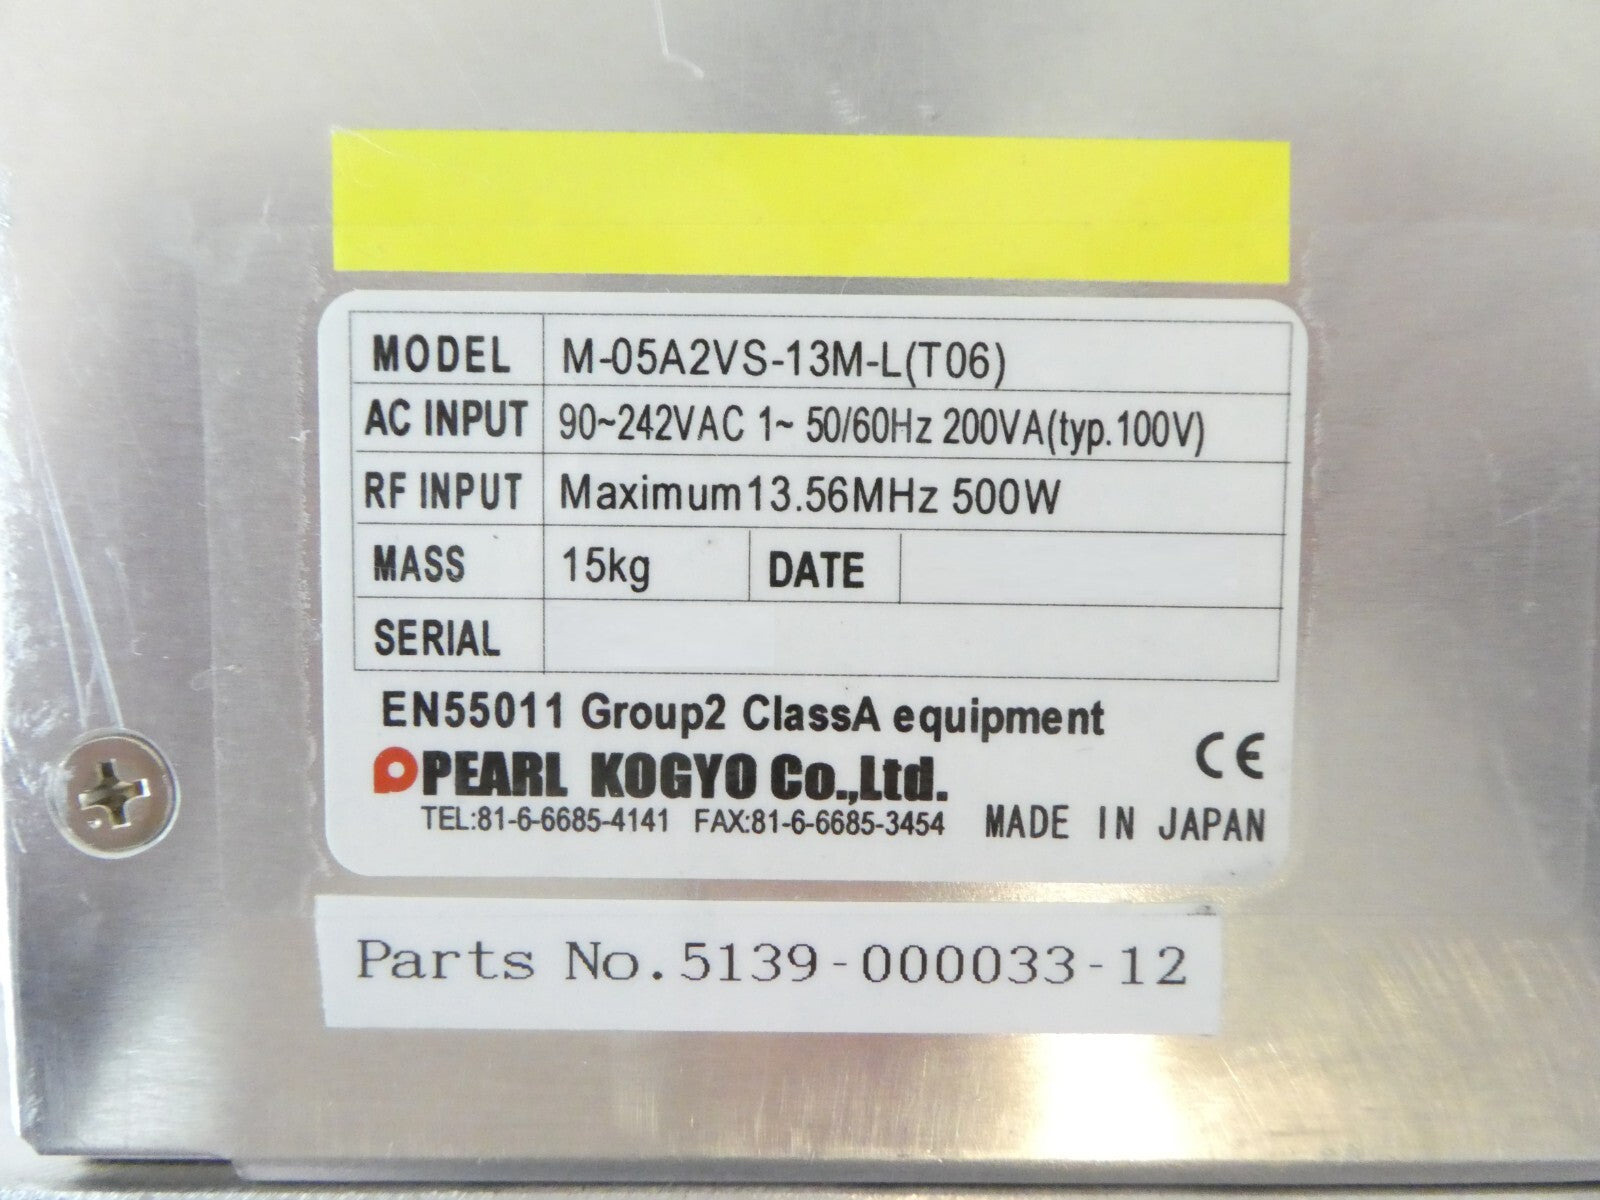 MODEL M-05A2VS-13M-L(T06)
AC INPUT 90~242VAC 1~ 50/60Hz 200VA(typ.100V)
RF INPUT Maximum13.56MHz 500W
MASS 15kg DATE
SERIAL
EN55011 Group2 ClassA equipment
CE
PEARL KOGYO Co.,Ltd.
TEL:81-6-6685-4141 FAX:81-6-6685-3454 MADE IN JAPAN
Parts No.5139-000033-12